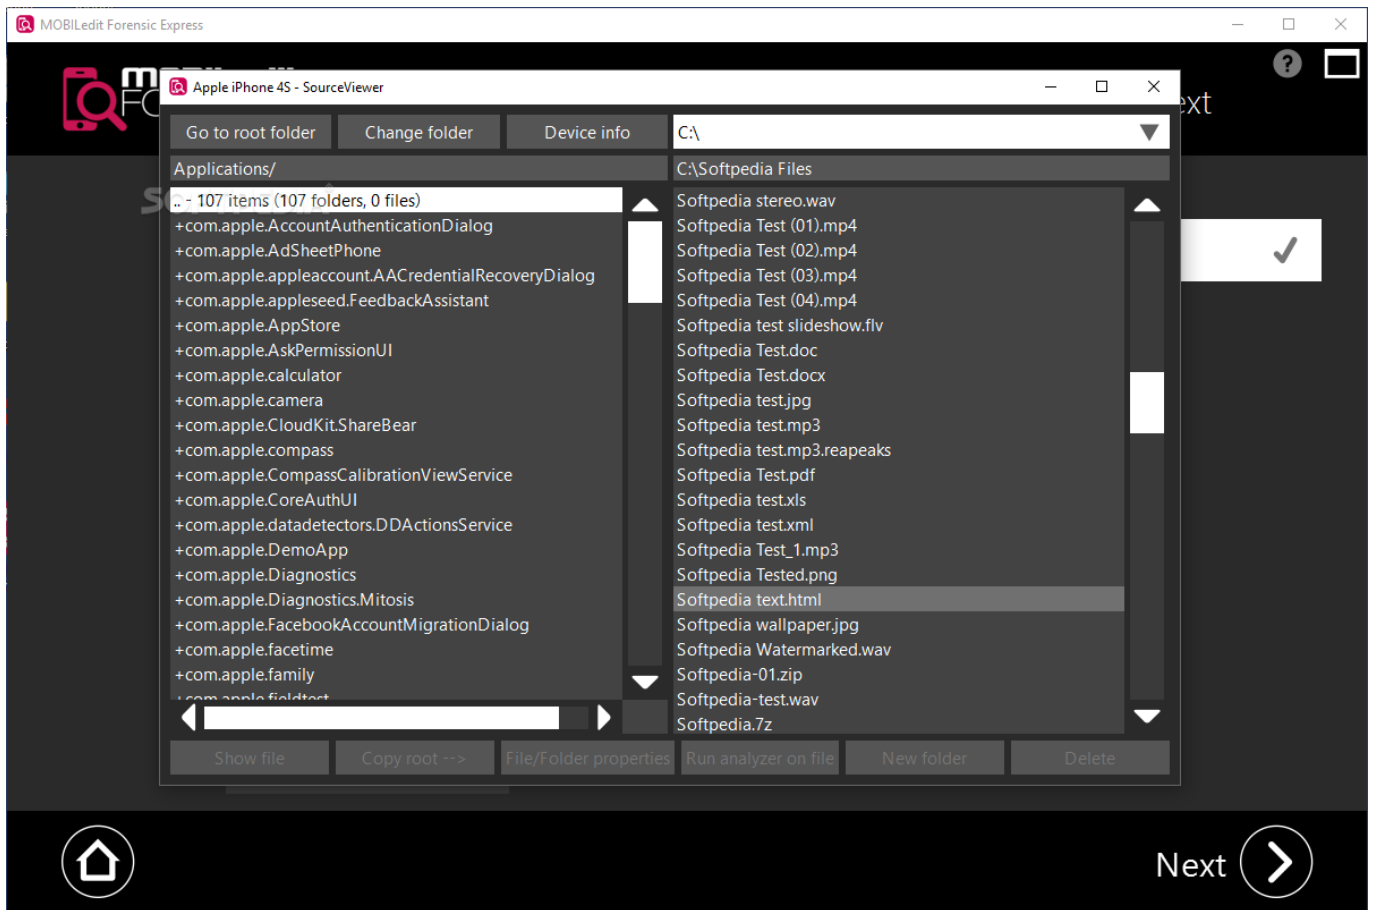 MOBILedit Forensic Express
Apple iPhone 4S - SourceViewer
ext
Go to root folder
Change folder
Device info
C:\
Applications/
C:\Softpedia Files
.. - 107 items (107 folders, 0 files)
+com.apple.AccountAuthenticationDialog
+com.apple.AdSheetPhone
+com.apple.appleaccount.AACredentialRecoveryDialog
+com.apple.appleseed.FeedbackAssistant
+com.apple.AppStore
+com.apple.AskPermissionUI
+com.apple.calculator
+com.apple.camera
+com.apple.CloudKit.ShareBear
+com.apple.compass
+com.apple.CompassCalibrationViewService
+com.apple.CoreAuthUI
+com.apple.datadetectors.DDActionsService
+com.apple.DemoApp
+com.apple.Diagnostics
+com.apple.Diagnostics.Mitosis
+com.apple.FacebookAccountMigrationDialog
+com.apple.facetime
+com.apple.family
+com.apple.fieldtest
Softpedia stereo.wav
Softpedia Test (01).mp4
Softpedia Test (02).mp4
Softpedia Test (03).mp4
Softpedia Test (04).mp4
Softpedia test slideshow.flv
Softpedia Test.doc
Softpedia Test.docx
Softpedia test.jpg
Softpedia test.mp3
Softpedia test.mp3.reapeaks
Softpedia Test.pdf
Softpedia test.xls
Softpedia test.xml
Softpedia Test_1.mp3
Softpedia Tested.png
Softpedia text.html
Softpedia wallpaper.jpg
Softpedia Watermarked.wav
Softpedia-01.zip
Softpedia-test.wav
Softpedia.7z
Show file
Copy root -->
File/Folder properties
Run analyzer on file
New folder
Delete
Next